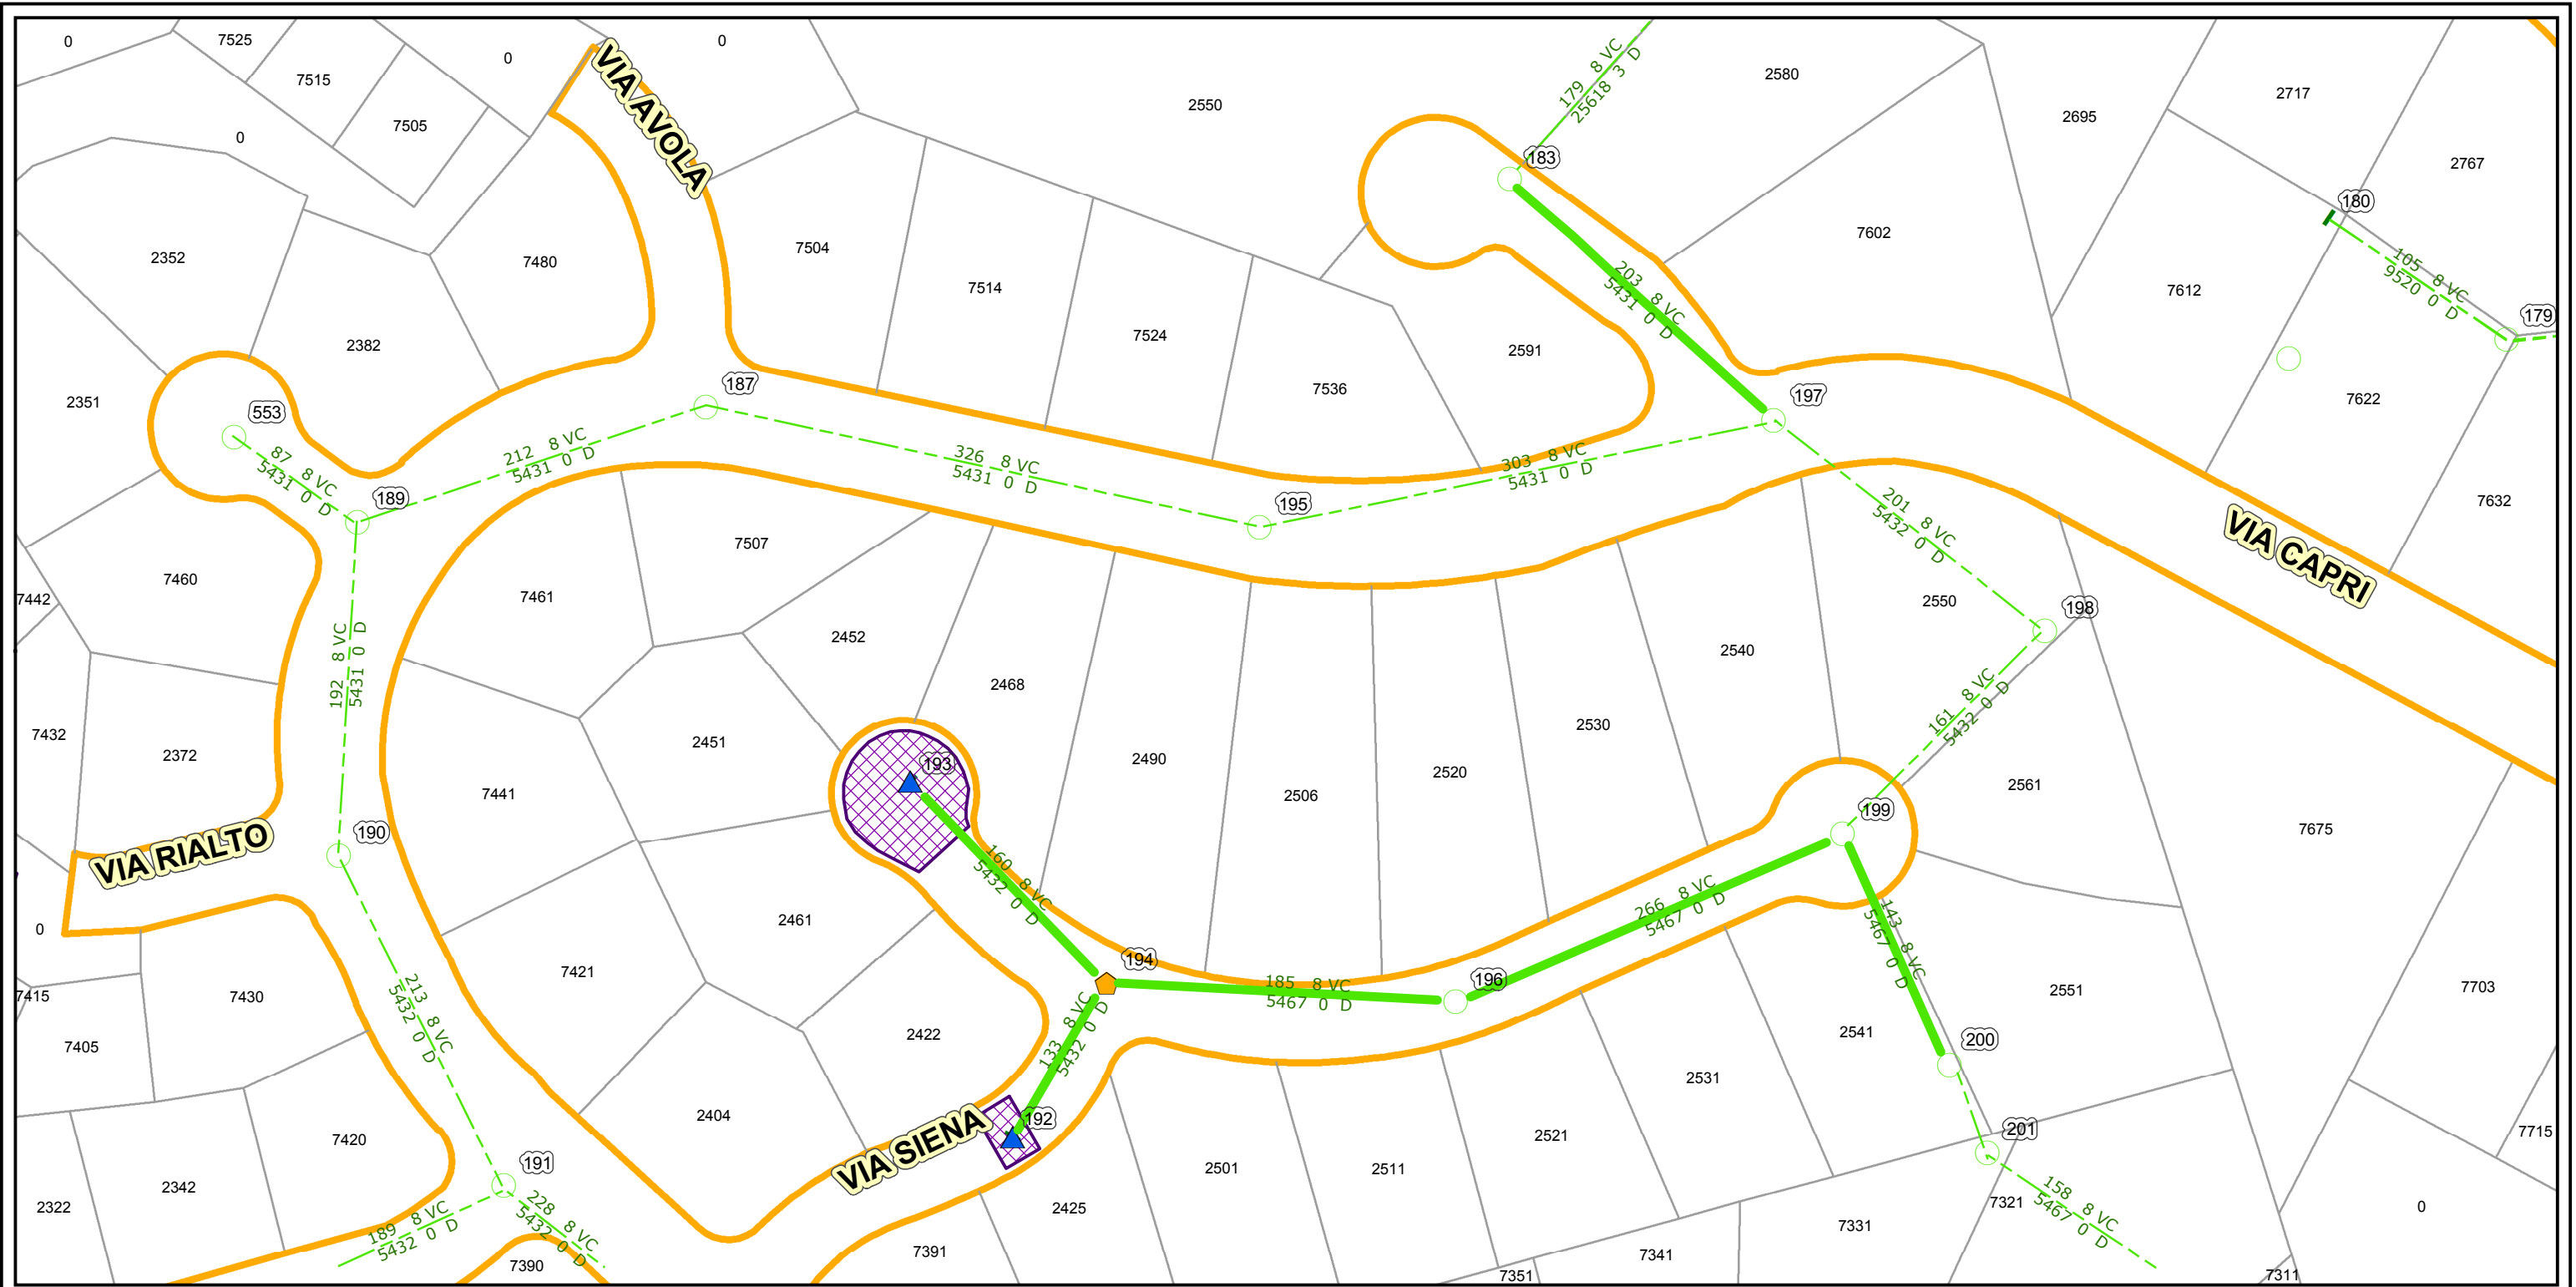 0
7525
0
0
7515
VIA AVOLA
7505
0
2550
179 8 VC
25618 3 D
2580
2717
2695
2767
183
180
2352
7480
7504
7514
7602
7612
105 8 VC
9520 0 D
179
203 8 VC
5431 0 D
2382
7524
2591
7536
2351
187
197
7622
553
87 8 VC
5431 0 D
212 8 VC
5431 0 D
326 8 VC
5431 0 D
303 8 VC
5431 0 D
189
195
201 8 VC
5432 0 D
7632
VIA CAPRI
7507
7460
7442
7461
2550
198
2452
192 8 VC
5431 0 D
2468
2540
161 8 VC
5432 0 D
2530
7432
2372
2451
193
2490
2520
2506
2561
7441
199
7675
190
VIA RIALTO
160 8 VC
5432 0 D
266 8 VC
5467 0 D
143 8 VC
5467 0 D
0
2461
7421
194
196
185 8 VC
5467 0 D
2551
7703
7415
7430
7405
213 8 VC
5432 0 D
2422
133 8 VC
5432 0 D
2541
200
2531
2404
192
VIA SIENA
201
7715
7420
2521
191
2342
2501
2511
2322
2425
189 8 VC
5432 0 D
228 8 VC
5432 0 D
158 8 VC
5467 0 D
7321
0
7331
7391
7341
7390
7351
7311